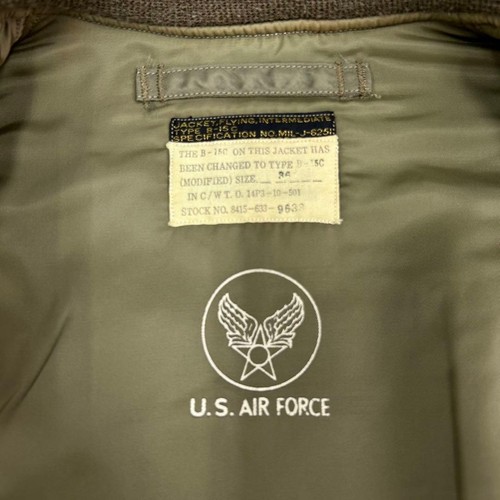 JACKET, FLYING, INTERMEDIATE
TYPE B-15C
SPECIFICATION NO. MIL-J-6251
THE B-15C ON THIS JACKET HAS
BEEN CHANGED TO TYPE B-15C
(MODIFIED) SIZE 36
IN C/W T. O. 14P3-10-501
STOCK NO. 8415-633-
U.S. AIR FORCE